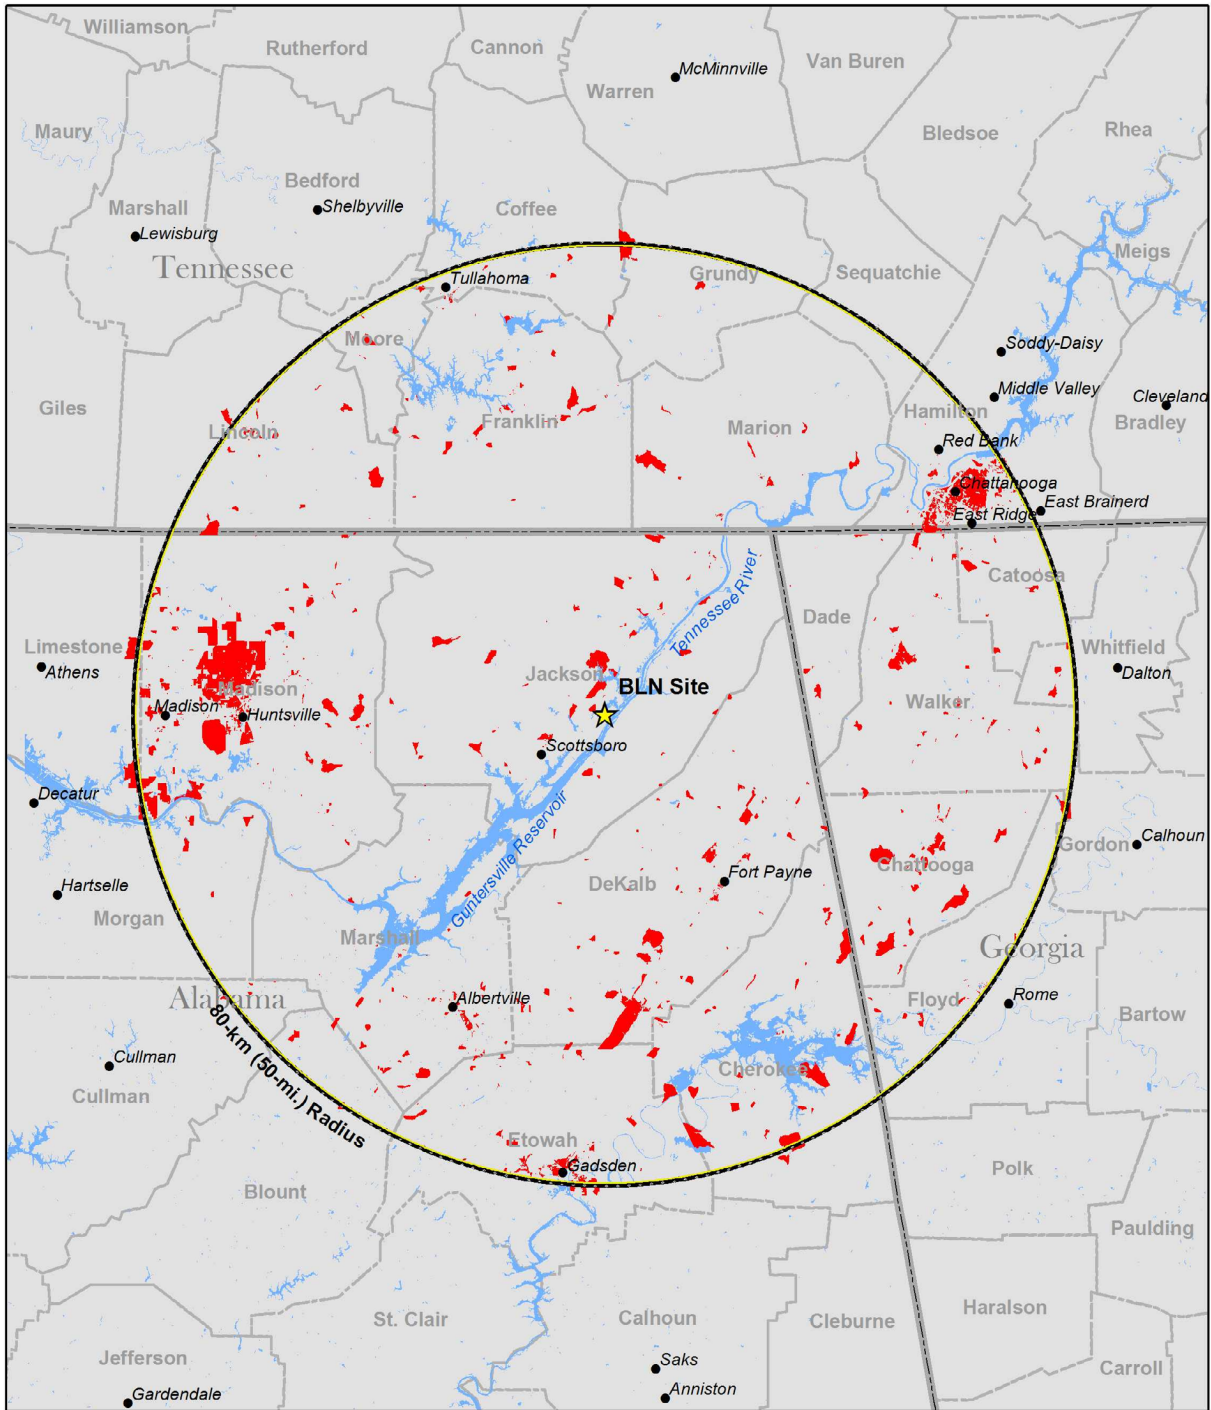 Williamson
Rutherford
Cannon
McMinnville
Van Buren
Warren
Maury
Bledsoe
Rhea
Bedford
Marshall
Shelbyville
Coffee
Lewisburg
Meigs
Tennessee
Grundy
Sequatchie
Tullahoma
Moore
Soddy-Daisy
Middle Valley
Cleveland
Giles
Hamilton
Lincoln
Franklin
Marion
Bradley
Red Bank
Chattanooga
East Brainerd
East Ridge
Catoosa
Tennessee River
Dade
Limestone
Whitfield
Athens
Jackson
Dalton
Madison
BLN Site
Walker
Madison
Huntsville
Scottsboro
Decatur
Guntersville Reservoir
Gordon
Calhoun
Chattooga
Fort Payne
Hartselle
DeKalb
Morgan
Marshall
Georgia
Alabama
Albertville
Floyd
Rome
Bartow
80-km (50-mi.) Radius
Cullman
Cherokee
Cullman
Etowah
Gadsden
Polk
Blount
Paulding
Haralson
St. Clair
Calhoun
Cleburne
Jefferson
Saks
Carroll
Gardendale
Anniston